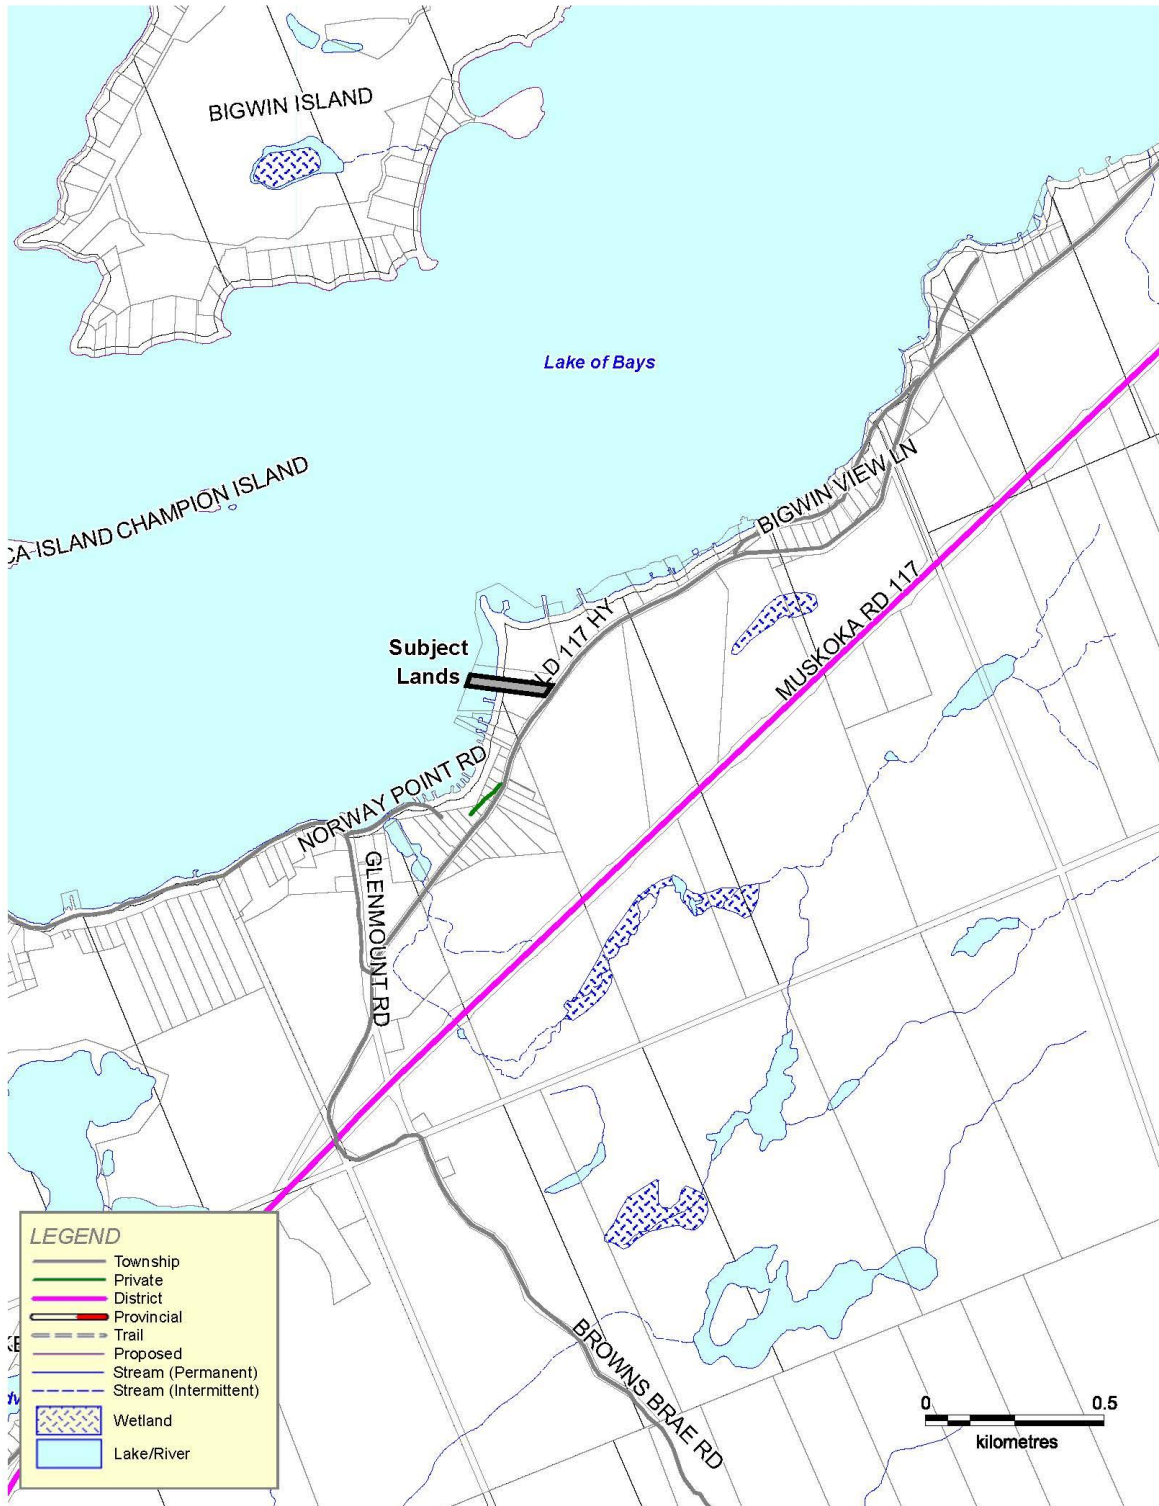 BIGWIN ISLAND
Lake of Bays
CA ISLAND CHAMPION ISLAND
BIGWIN VIEW LN
LD 117 HY
MUSKOKA RD 117
Subject
Lands
NORWAY POINT RD
GLENMOUNT RD
BROWNS BRAE RD
LEGEND
Township
Private
District
Provincial
Trail
Proposed
Stream (Permanent)
Stream (Intermittent)
Wetland
Lake/River
0 0.5
kilometres